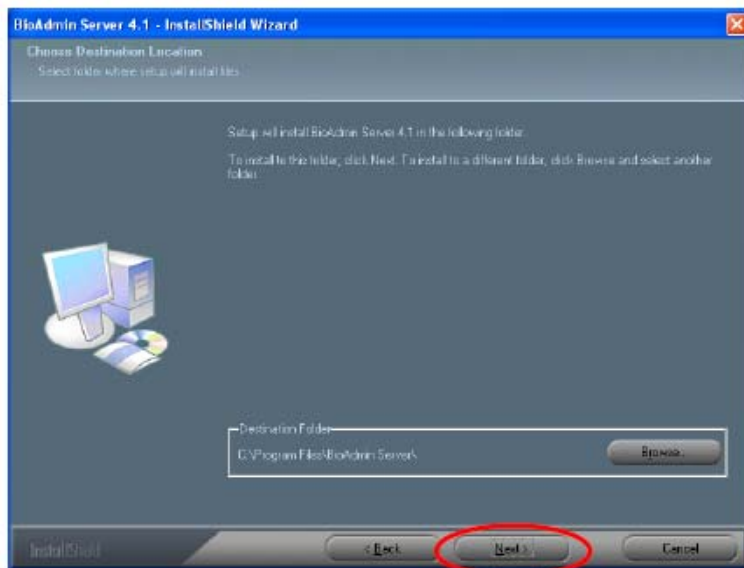 BioAdmin Server 4.1 - InstallShield Wizard
Choose Destination Location
Select folder where setup will install files.
Setup will install BioAdmin Server 4.1 in the following folder.
To install to this folder, click Next. To install to a different folder, click Browse and select another
folder.
Destination Folder
C:\Program Files\BioAdmin Server\
Browse...
InstallShield
< Back
Next >
Cancel